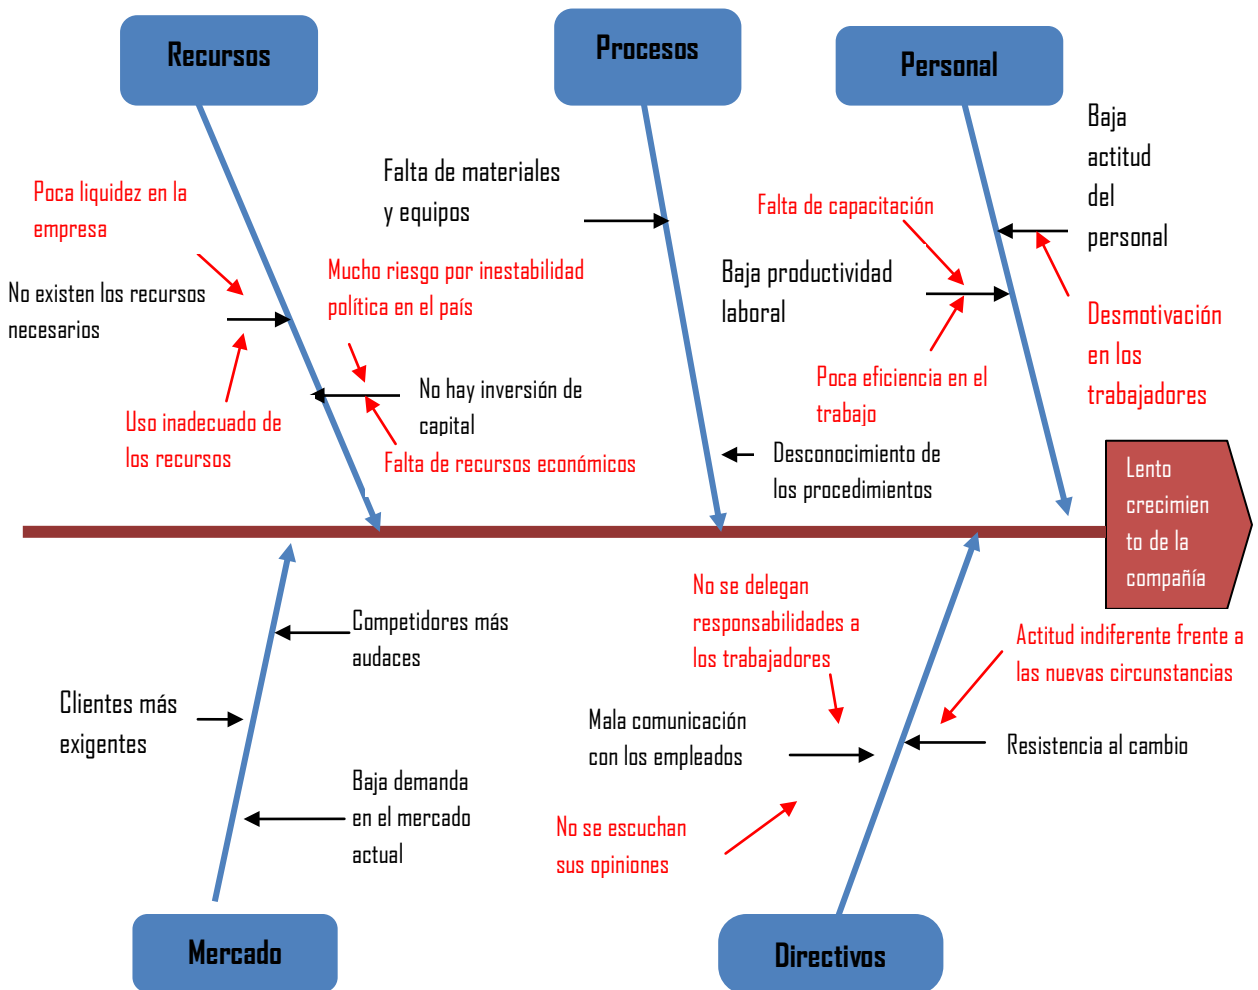 Recursos
Procesos
Personal
Poca liquidez en la
empresa
No existen los recursos
necesarios
Uso inadecuado de
los recursos
Mucho riesgo por inestabilidad
política en el país
No hay inversión de
capital
Falta de recursos económicos
Falta de materiales
y equipos
Desconocimiento de
los procedimientos
Falta de capacitación
Baja productividad
laboral
Poca eficiencia en el
trabajo
Baja
actitud
del
personal
Desmotivación
en los
trabajadores
Lento
crecimien
to de la
compañía
Competidores más
audaces
Clientes más
exigentes
Baja demanda
en el mercado
actual
No se delegan
responsabilidades a
los trabajadores
Mala comunicación
con los empleados
No se escuchan
sus opiniones
Actitud indiferente frente a
las nuevas circunstancias
Resistencia al cambio
Mercado
Directivos